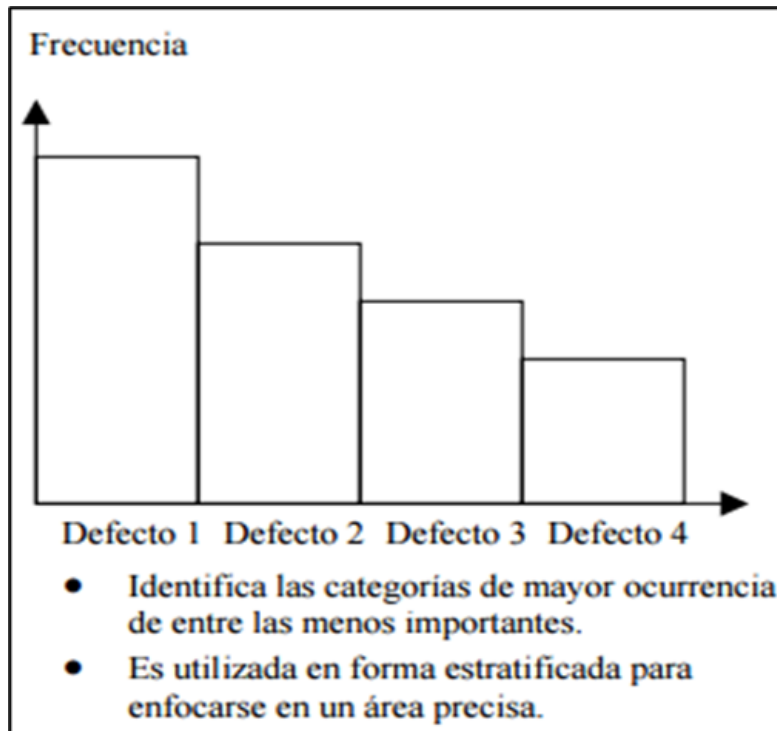 Frecuencia
Defecto 1 Defecto 2 Defecto 3 Defecto 4
• Identifica las categorías de mayor ocurrencia
de entre las menos importantes.
• Es utilizada en forma estratificada para
enfocarse en un área precisa.